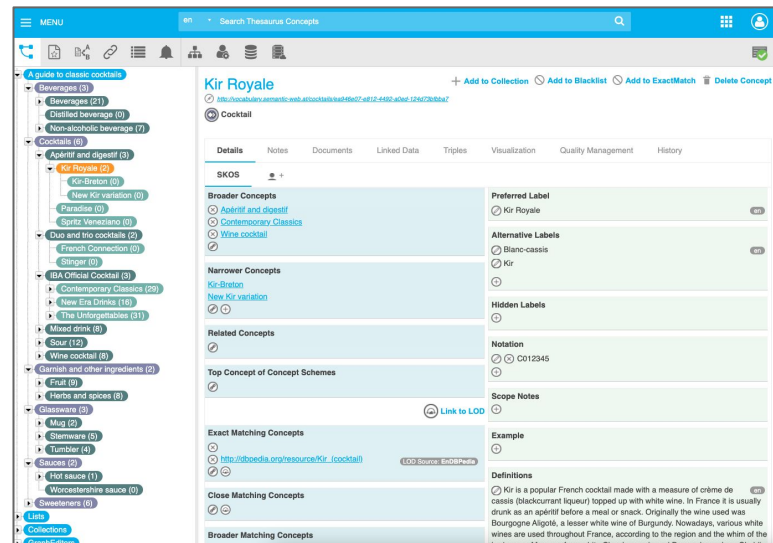 MENU
en
Search Thesaurus Concepts
A guide to classic cocktails
Beverages (3)
Beverages (21)
Distilled beverage (0)
Non-alcoholic beverage (7)
Cocktails (6)
Apéritif and digestif (3)
Kir Royale (2)
Kir-Breton (0)
New Kir variation (0)
Paradise (0)
Spritz Veneziano (0)
Duo and trio cocktails (2)
French Connection (0)
Stinger (0)
IBA Official Cocktail (3)
Contemporary Classics (29)
New Era Drinks (16)
The Unforgettables (31)
Mixed drink (8)
Sour (12)
Wine cocktail (8)
Garnish and other ingredients (2)
Fruit (9)
Herbs and spices (8)
Glassware (3)
Mug (2)
Stemware (5)
Tumbler (4)
Sauces (2)
Hot sauce (1)
Worcestershire sauce (0)
Sweeteners (6)
Lists
Collections
GraphEditors
Kir Royale
Add to Collection Add to Blacklist Add to ExactMatch Delete Concept
Cocktail
Details Notes Documents Linked Data Triples Visualization Quality Management History
SKOS +
Broader Concepts
Apéritif and digestif
Contemporary Classics
Wine cocktail
Narrower Concepts
Kir-Breton
New Kir variation
Related Concepts
Top Concept of Concept Schemes
Link to LOD
Exact Matching Concepts
http://dbpedia.org/resource/Kir_(cocktail) LOD Source: EnDBPedia
Close Matching Concepts
Broader Matching Concepts
Preferred Label
Kir Royale en
Alternative Labels
Blanc-cassis en
Kir
Hidden Labels
Notation
C012345
Scope Notes
Example
Definitions
Kir is a popular French cocktail made with a measure of crème de en
cassis (blackcurrant liqueur) topped up with white wine. In France it is usually
drunk as an apéritif before a meal or snack. Originally the wine used was
Bourgogne Aligoté, a lesser white wine of Burgundy. Nowadays, various white
wines are used throughout France, according to the region and the whim of the